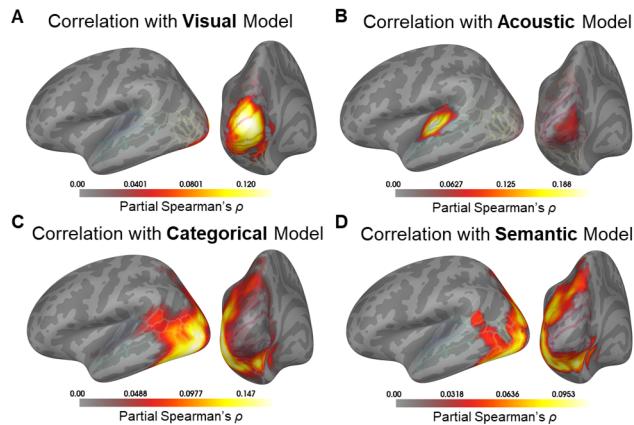 A Correlation with Visual Model
0.00 0.0401 0.0801 0.120
Partial Spearman's ρ
B Correlation with Acoustic Model
0.00 0.0627 0.125 0.188
Partial Spearman's ρ
C Correlation with Categorical Model
0.00 0.0488 0.0977 0.147
Partial Spearman's ρ
D Correlation with Semantic Model
0.00 0.0318 0.0636 0.0953
Partial Spearman's ρ